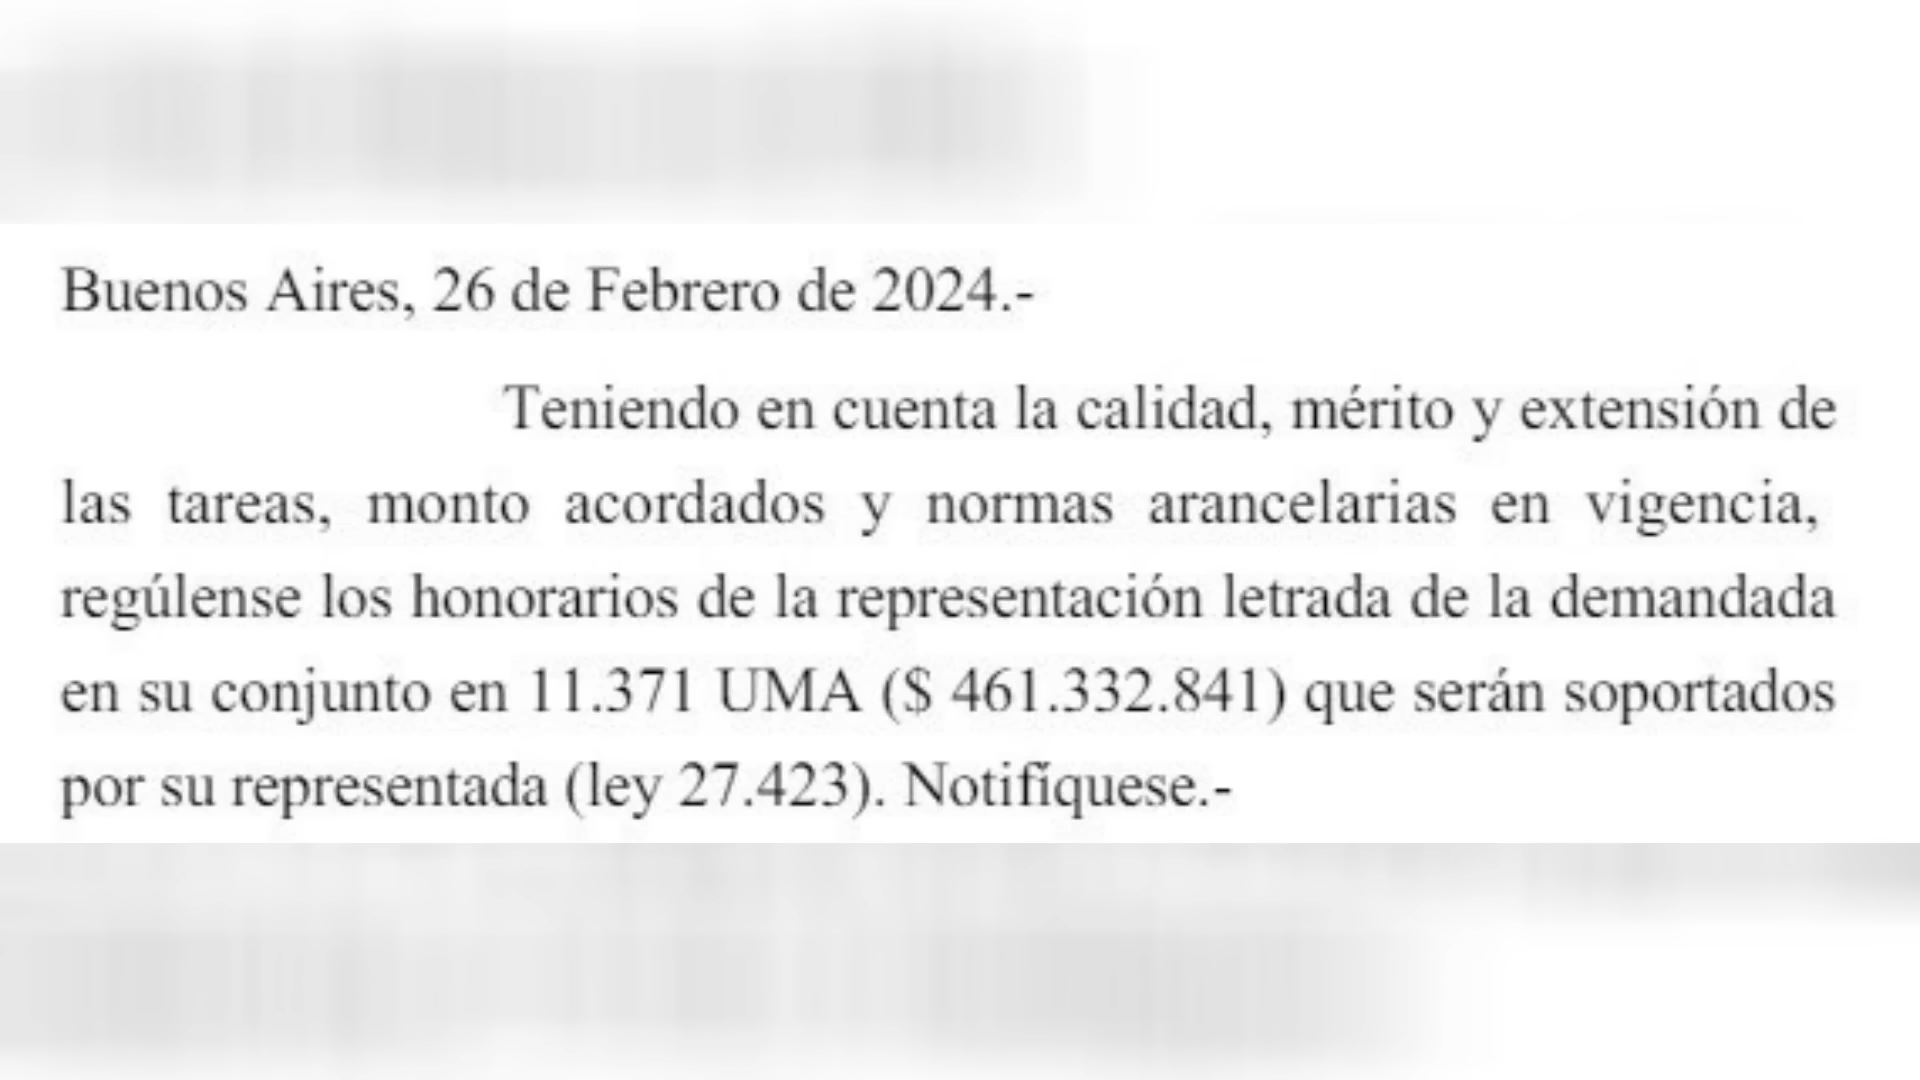 Buenos Aires, 26 de Febrero de 2024.-
Teniendo en cuenta la calidad, mérito y extensión de
las tareas, monto acordados y normas arancelarias en vigencia,
regúlense los honorarios de la representación letrada de la demandada
en su conjunto en 11.371 UMA ($ 461.332.841) que serán soportados
por su representada (ley 27.423). Notifíquese.-